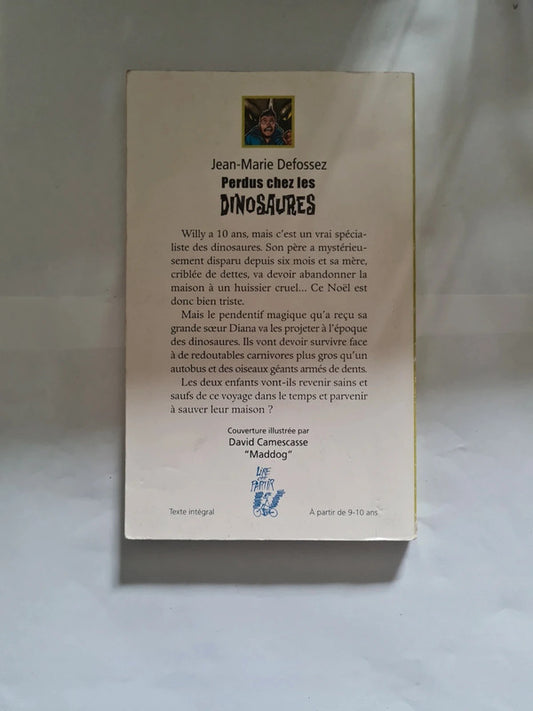 Jean-Marie Defossez
Perdus chez les
DINOSAURES
Willy a 10 ans, mais c'est un vrai spécia-
liste des dinosaures. Son père a mystérieu-
sement disparu depuis six mois et sa mère,
criblée de dettes, va devoir abandonner la
maison à un huissier cruel... Ce Noël est
donc bien triste.
Mais le pendentif magique qu'a reçu sa
grande sœur Diana va les projeter à l'époque
des dinosaures. Ils vont devoir survivre face
à de redoutables carnivores plus gros qu'un
autobus et des oiseaux géants armés de dents.
Les deux enfants vont-ils revenir sains et
saufs de ce voyage dans le temps et parvenir
à sauver leur maison ?
Couverture illustrée par
David Camescasse
"Maddog"
LIRE
POUR
PARTIR
Texte intégral
A partir de 9-10 ans